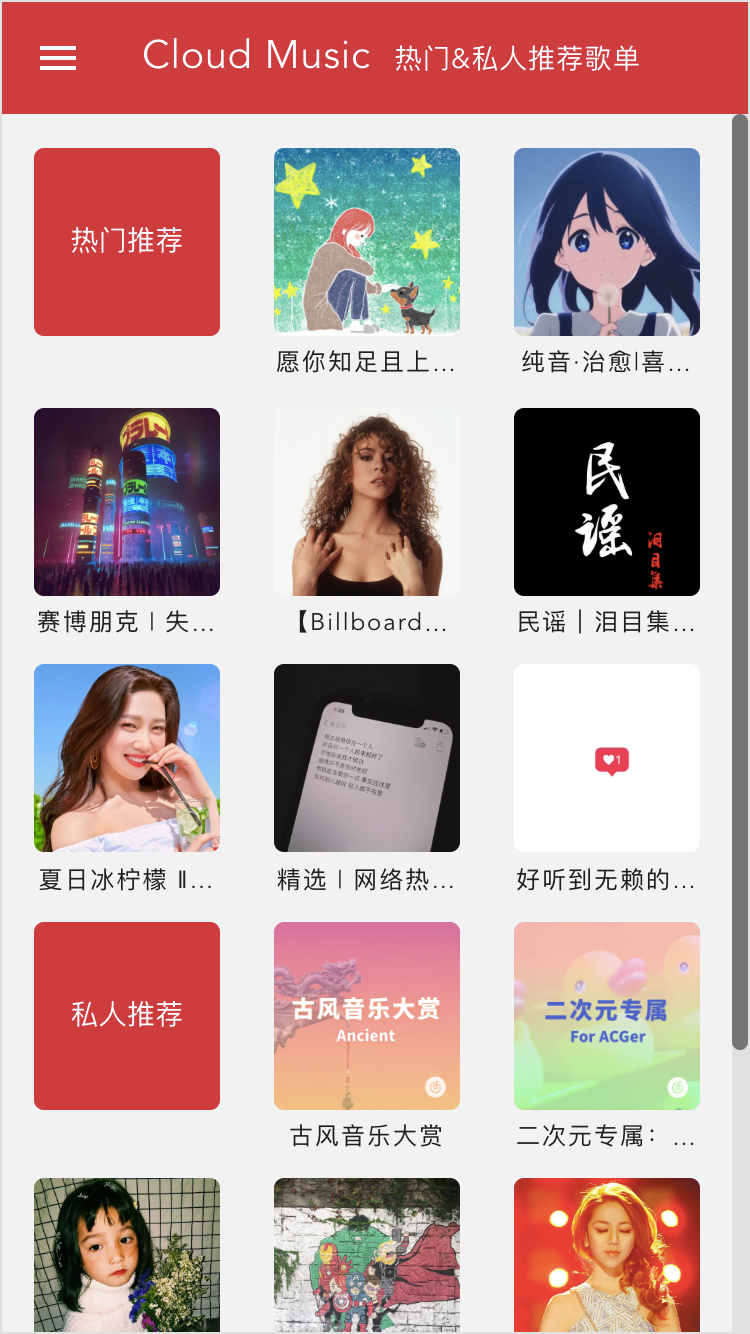 Cloud Music 热门&私人推荐歌单
热门推荐
愿你知足且上...
纯音·治愈|喜...
民
谣
泪
目
集
赛博朋克︱失...
【Billboard...
民谣｜泪目集...
7:20
1
夏日冰柠檬 Ⅱ...
精选︱网络热...
好听到无赖的...
私人推荐
古风音乐大赏
Ancient
二次元专属
For ACGer
古风音乐大赏
二次元专属：...